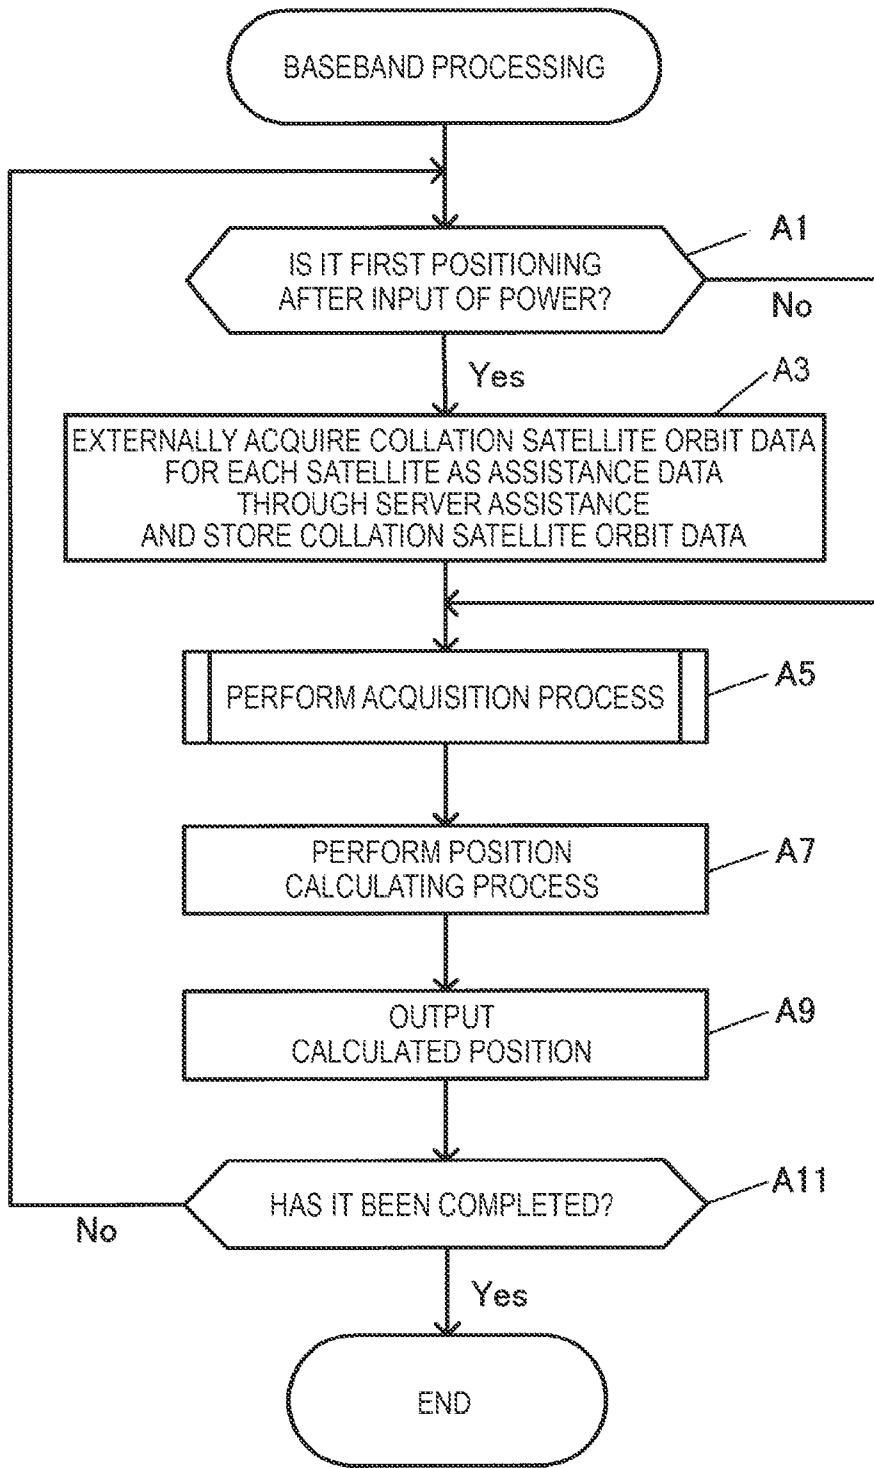 BASEBAND PROCESSING
A1
IS IT FIRST POSITIONING
AFTER INPUT OF POWER?
No
Yes
A3
EXTERNALLY ACQUIRE COLLATION SATELLITE ORBIT DATA
FOR EACH SATELLITE AS ASSISTANCE DATA
THROUGH SERVER ASSISTANCE
AND STORE COLLATION SATELLITE ORBIT DATA
A5
PERFORM ACQUISITION PROCESS
A7
PERFORM POSITION
CALCULATING PROCESS
A9
OUTPUT
CALCULATED POSITION
A11
HAS IT BEEN COMPLETED?
No
Yes
END